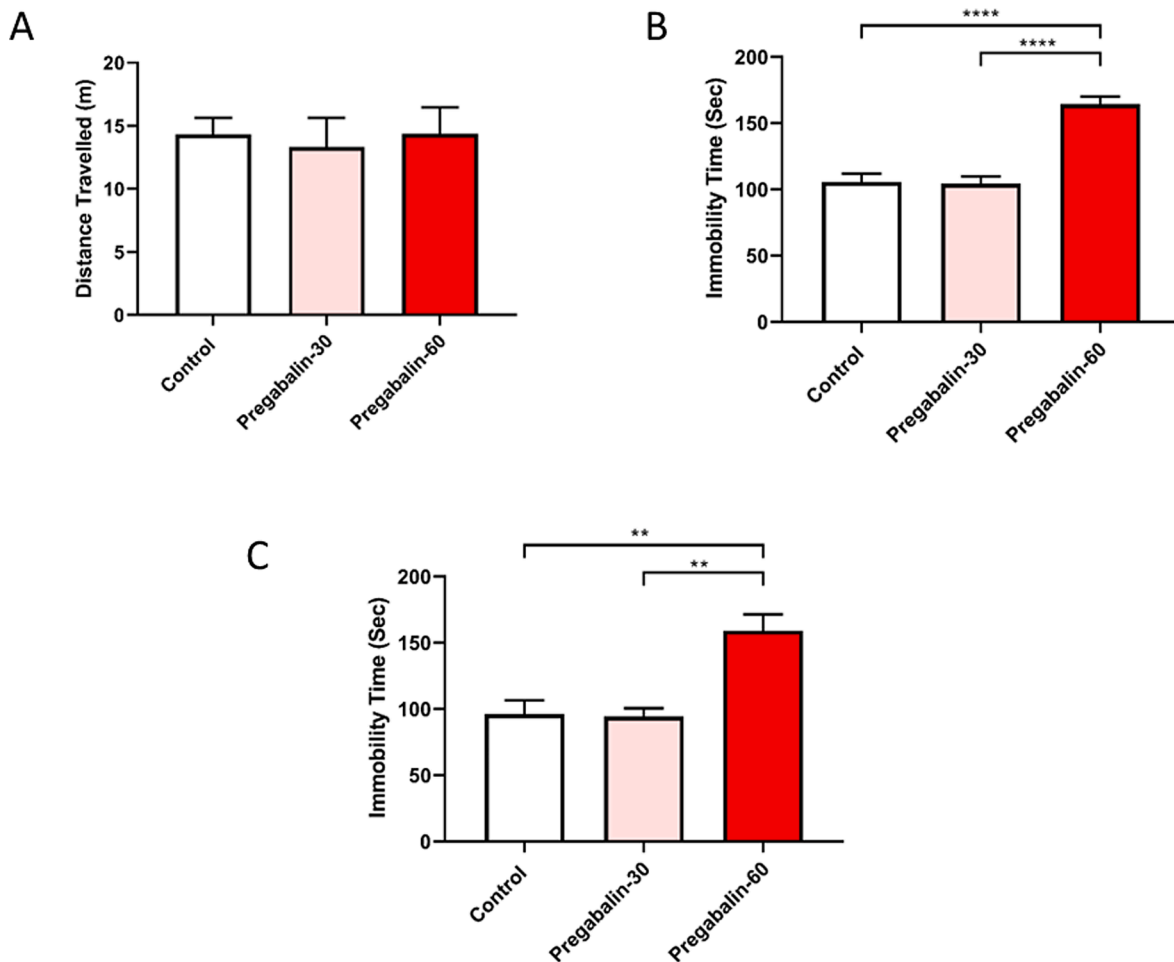 A
Distance Travelled (m)
20
15
10
5
0
Control
Pregabalin-30
Pregabalin-60
B
Immobility Time (Sec)
200
150
100
50
0
****
****
Control
Pregabalin-30
Pregabalin-60
C
Immobility Time (Sec)
200
150
100
50
0
**
**
Control
Pregabalin-30
Pregabalin-60